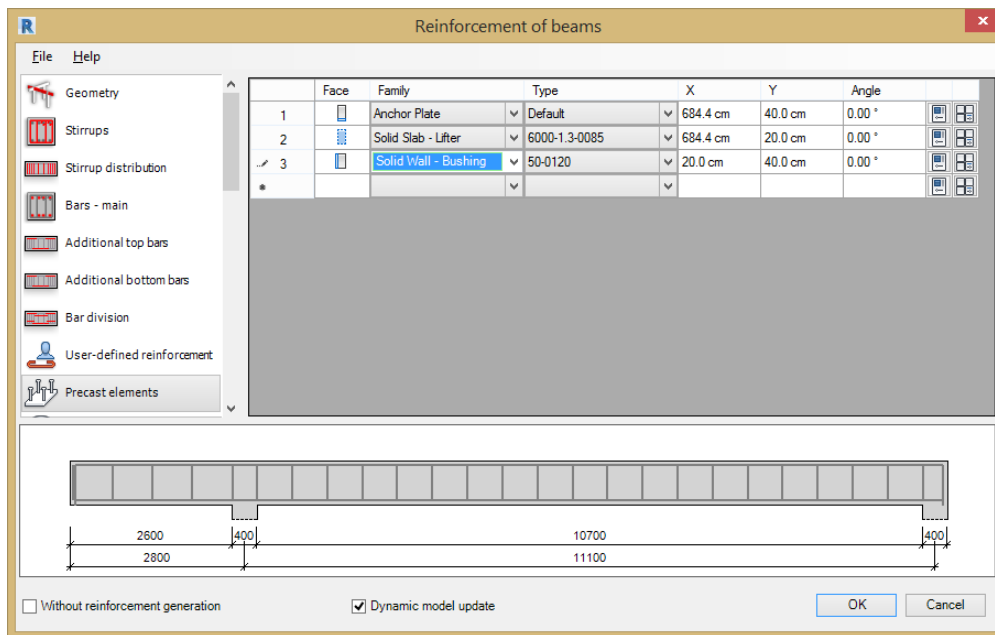 R Reinforcement of beams
File Help
Geometry
Stirrups
Stirrup distribution
Bars - main
Additional top bars
Additional bottom bars
Bar division
User-defined reinforcement
Precast elements
Face Family Type X Y Angle
1 Anchor Plate Default 684.4 cm 40.0 cm 0.00 °
2 Solid Slab - Lifter 6000-1.3-0085 684.4 cm 20.0 cm 0.00 °
3 Solid Wall - Bushing 50-0120 20.0 cm 40.0 cm 0.00 °
*
2600 400 10700 400
2800 11100
Without reinforcement generation Dynamic model update OK Cancel